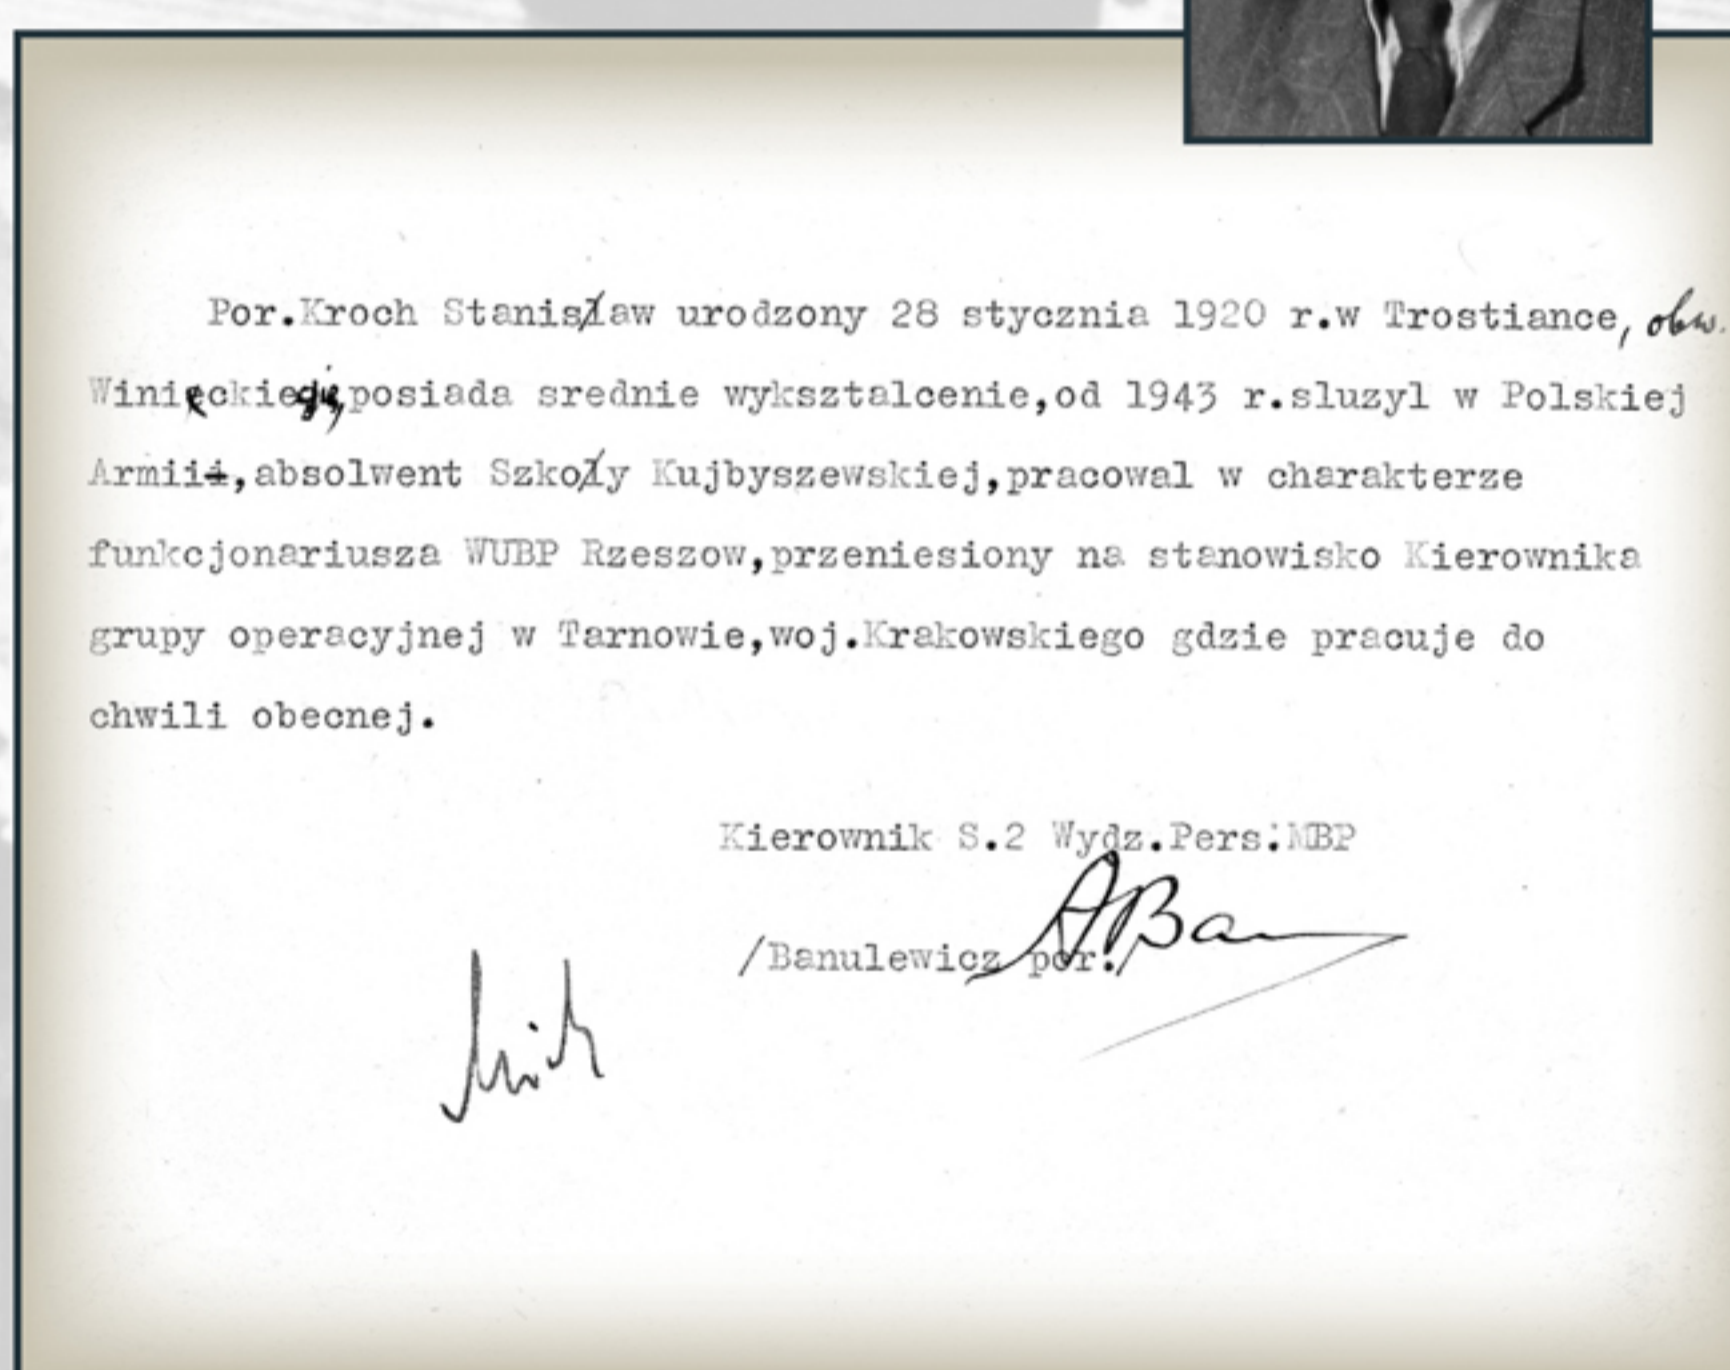 Por.Kroch Stanisław urodzony 28 stycznia 1920 r.w Trostiance, obw.
posiada srednie wyksztalcenie,od 1943 r.sluzyl w Polskiej
Armii,absolwent Szkoły Kujbyszewskiej,pracowal w charakterze
funkcjonariusza WUBP Rzeszow,przeniesiony na stanowisko Kierownika
grupy operacyjnej w Tarnowie,woj.Krakowskiego gdzie pracuje do
chwili obecnej.
Kierownik S.2 Wydz.Pers.MBP
ABa
/Banulewicz por./